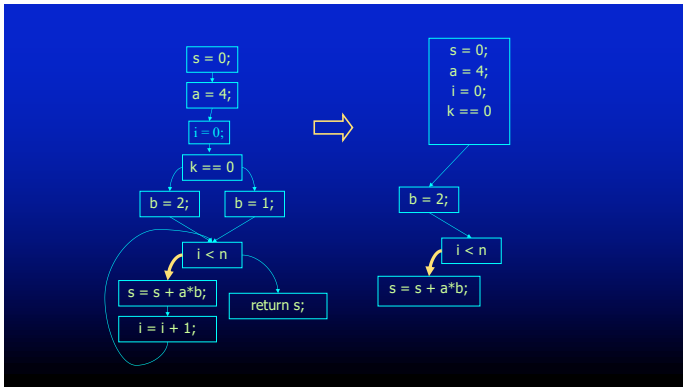 s = 0;
a = 4;
i = 0;
k == 0
b = 2;
b = 1;
i < n
s = s + a*b;
return s;
i = i + 1;
s = 0;
a = 4;
i = 0;
k == 0
b = 2;
i < n
s = s + a*b;